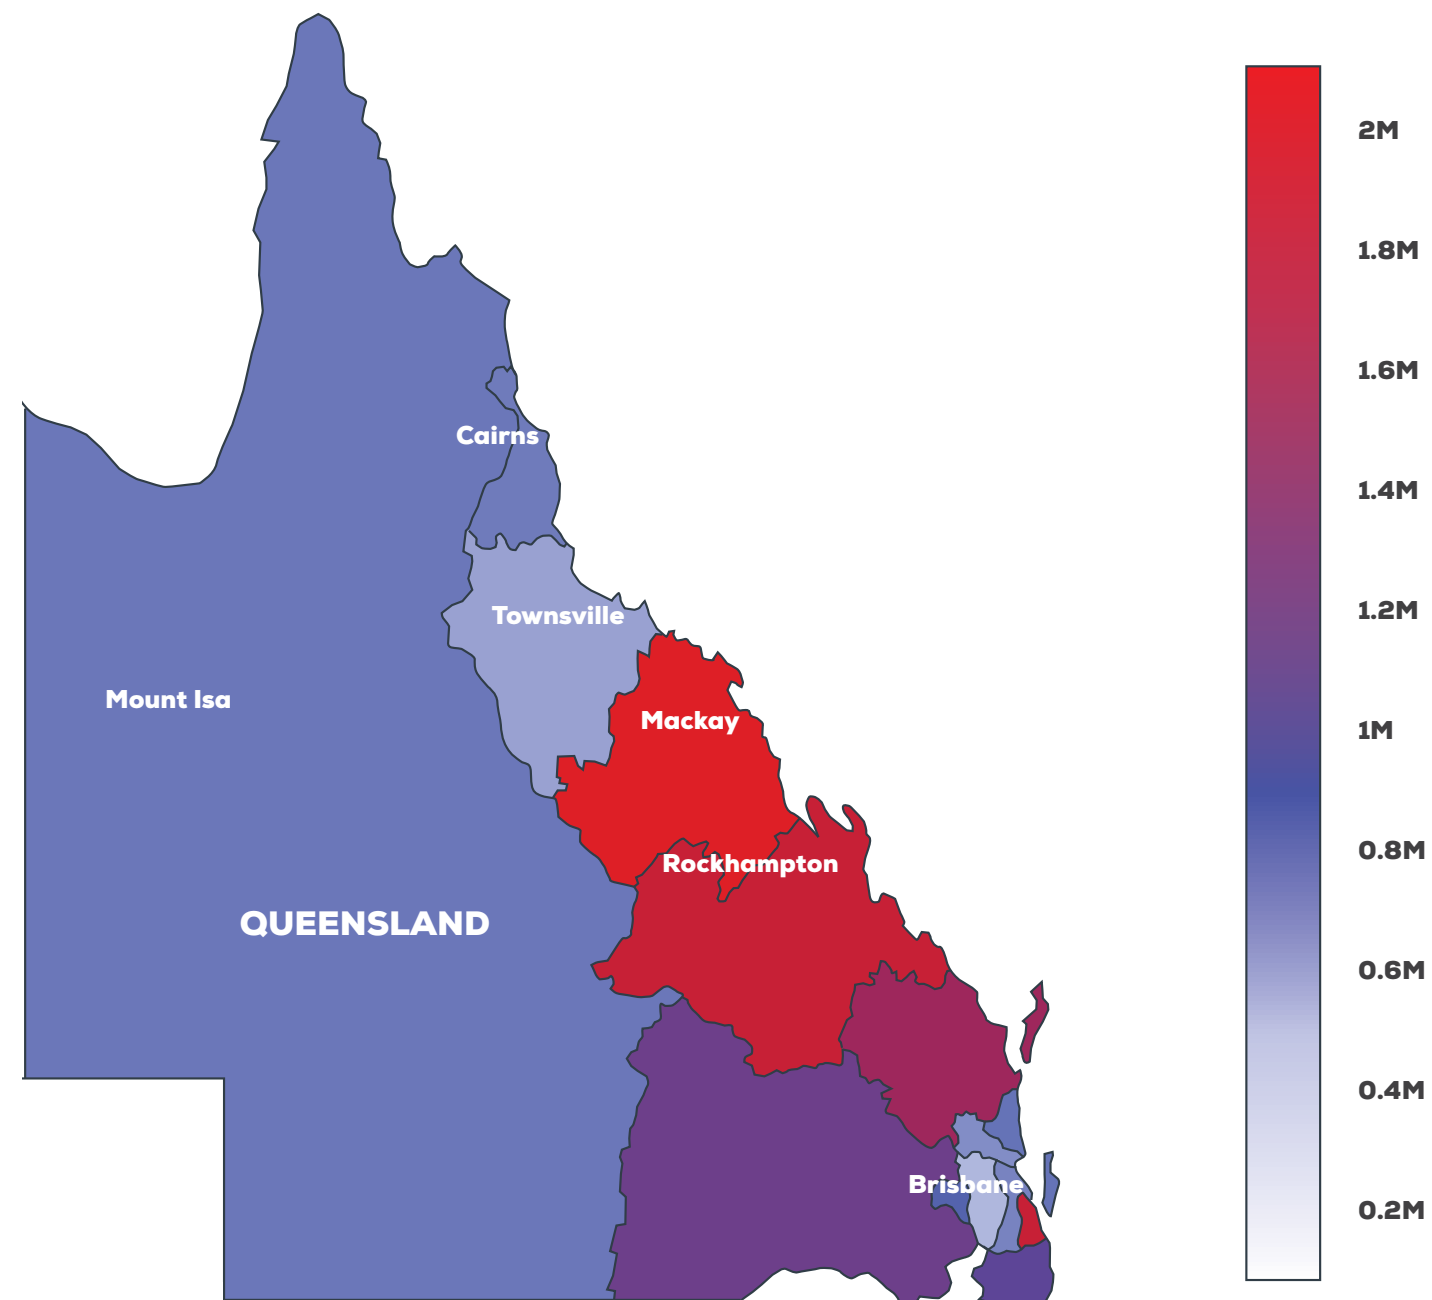 2M
1.8M
1.6M
Cairns
1.4M
Townsville
1.2M
Mount Isa
Mackay
1M
Rockhampton
0.8M
QUEENSLAND
0.6M
0.4M
Brisbane
0.2M